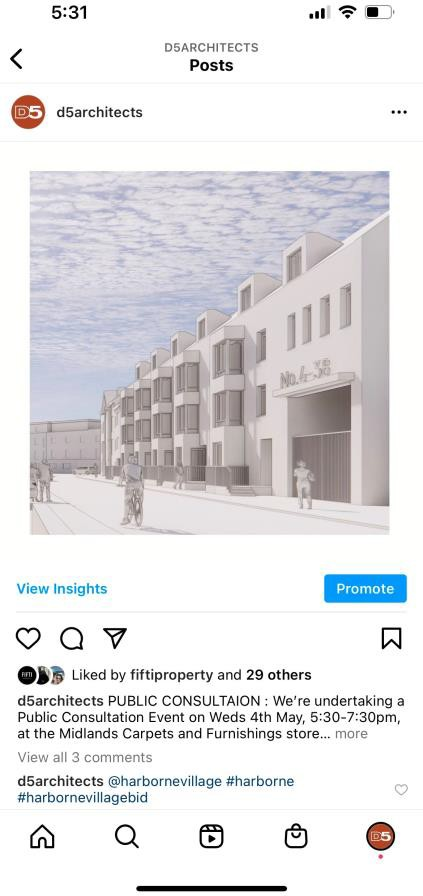 5:31
D5ARCHITECTS
Posts
D5
d5architects
No.4-38
View Insights
Promote
FIFTI
Liked by fiftiproperty and 29 others
d5architects PUBLIC CONSULTAION : We're undertaking a
Public Consultation Event on Weds 4th May, 5:30-7:30pm,
at the Midlands Carpets and Furnishings store... more
View all 3 comments
d5architects @harbornevillage #harborne
#harbornevillagebid
D5